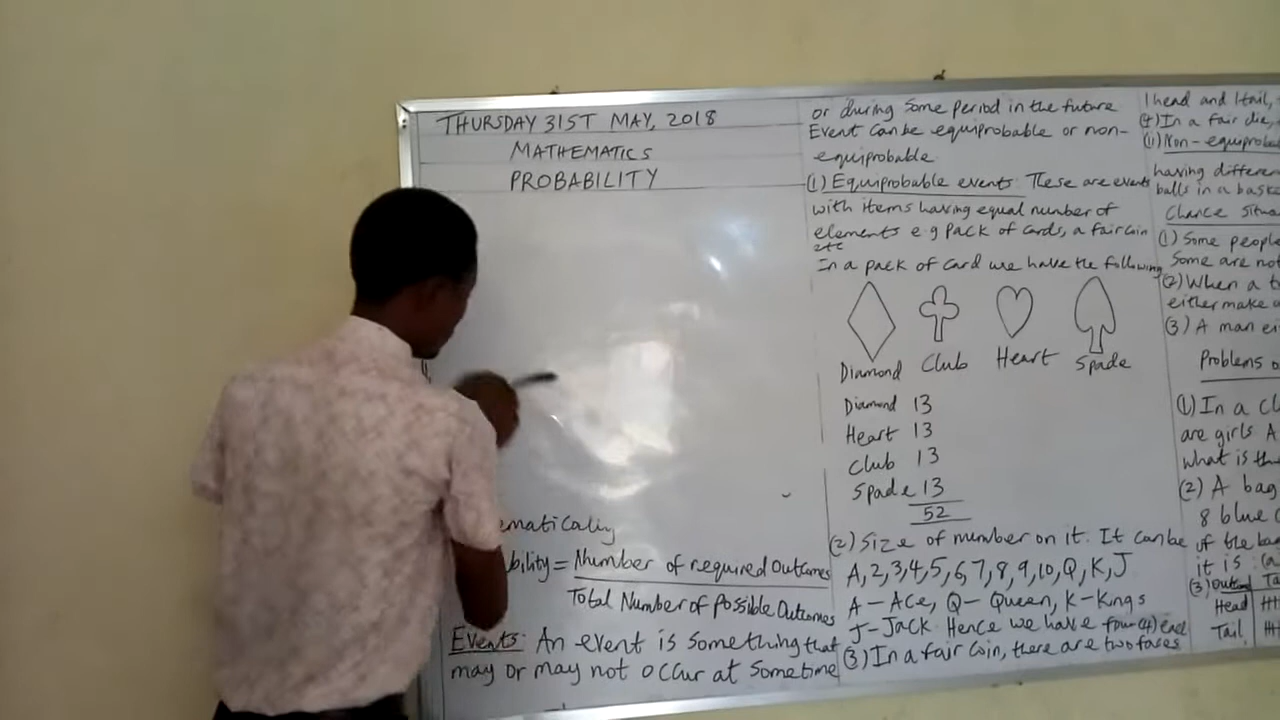 THURSDAY 31ST MAY, 2018
MATHEMATICS
PROBABILITY
ematically
bility = Number of required Outcomes
Total Number of Possible Outcomes
Events: An event is something that
may or may not occur at sometime
or during some period in the future
Event can be equiprobable or non-
equiprobable
(1) Equiprobable events: These are events
with items having equal number of
elements e.g pack of cards, a fair coin
etc
In a pack of card we have the following
Diamond Club Heart Spade
Diamond 13
Heart 13
Club 13
Spade 13
52
(2) Size of number on it. It can be
A,2,3,4,5,6,7,8,9,10,Q,K,J
A - Ace, Q - Queen, K - Kings
J - Jack. Hence we have four (4) each
(3) In a fair coin, there are two faces
1 head and 1 tail,
(4) In a fair die,
(ii) Non-equiproba
having differen
balls in a bask
Chance Situa
(1) Some people
Some are not
(2) When a t
either make a
(3) A man ei
Problems o
(1) In a cl
are girls. A
what is the
(2) A bag
8 blue
of the ba
it is : (a
(3) Ta
Head
Tail